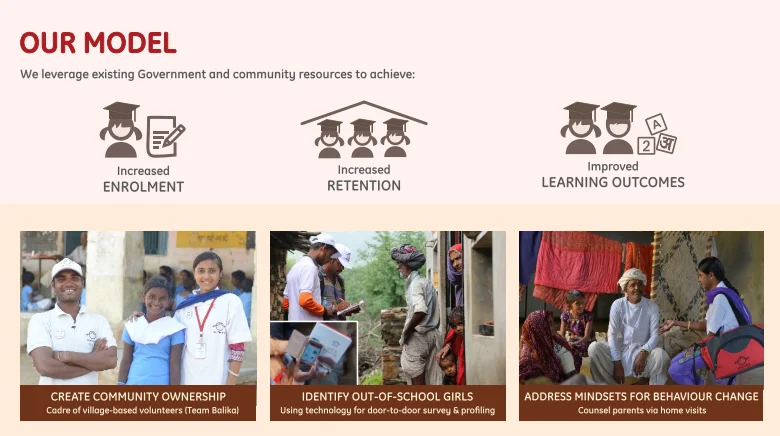 OUR MODEL
We leverage existing Government and community resources to achieve:
A
2 अ
Increased
ENROLMENT
Increased
RETENTION
Improved
LEARNING OUTCOMES
CREATE COMMUNITY OWNERSHIP
Cadre of village-based volunteers (Team Balika)
IDENTIFY OUT-OF-SCHOOL GIRLS
Using technology for door-to-door survey & profiling
ADDRESS MINDSETS FOR BEHAVIOUR CHANGE
Counsel parents via home visits